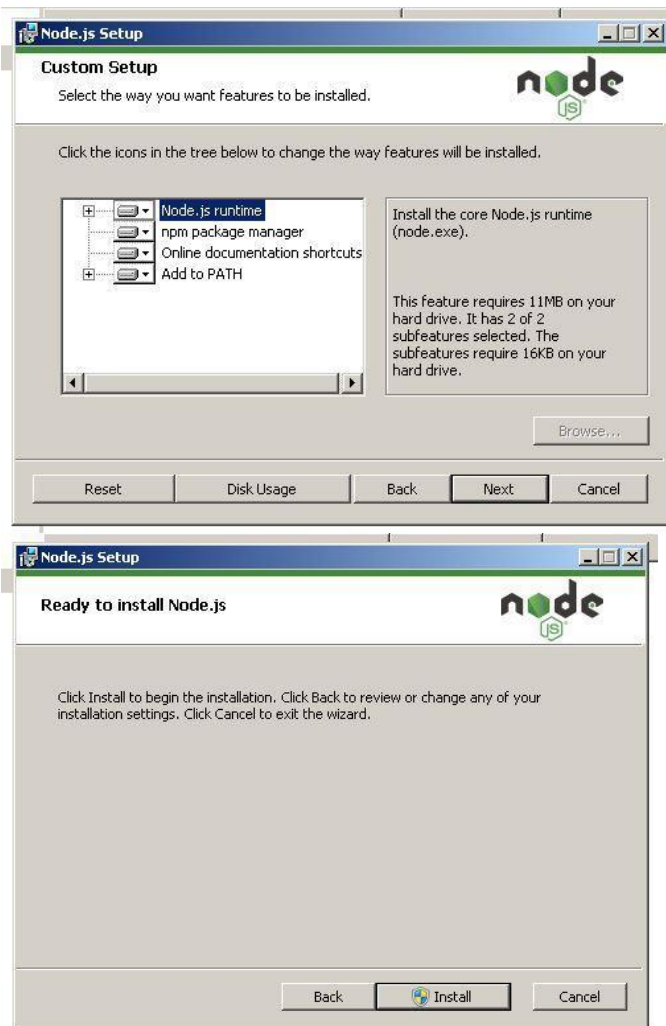 Node.js Setup
Custom Setup
Select the way you want features to be installed.
node
JS
Click the icons in the tree below to change the way features will be installed.
Node.js runtime
npm package manager
Online documentation shortcuts
Add to PATH
Install the core Node.js runtime
(node.exe).
This feature requires 11MB on your
hard drive. It has 2 of 2
subfeatures selected. The
subfeatures require 16KB on your
hard drive.
Browse...
Reset
Disk Usage
Back
Next
Cancel
Node.js Setup
Ready to install Node.js
node
JS
Click Install to begin the installation. Click Back to review or change any of your
installation settings. Click Cancel to exit the wizard.
Back
Install
Cancel